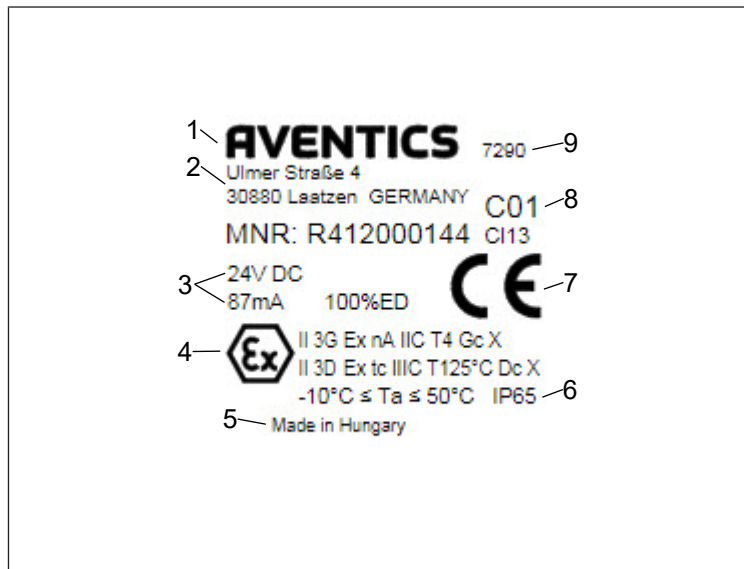 1 AVENTICS 7290 9
2 Ulmer Straße 4
30880 Laatzen GERMANY C01 8
MNR: R412000144 CI13
3 24V DC
87mA 100%ED CE 7
4 Ex II 3G Ex nA IIC T4 Gc X
II 3D Ex tc IIIC T125°C Dc X
-10°C ≤ Ta ≤ 50°C IP65 6
5 Made in Hungary